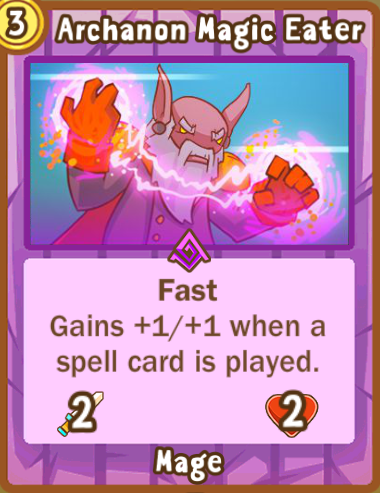 3
Archanon Magic Eater
Fast
Gains +1/+1 when a
spell card is played.
2
2
Mage